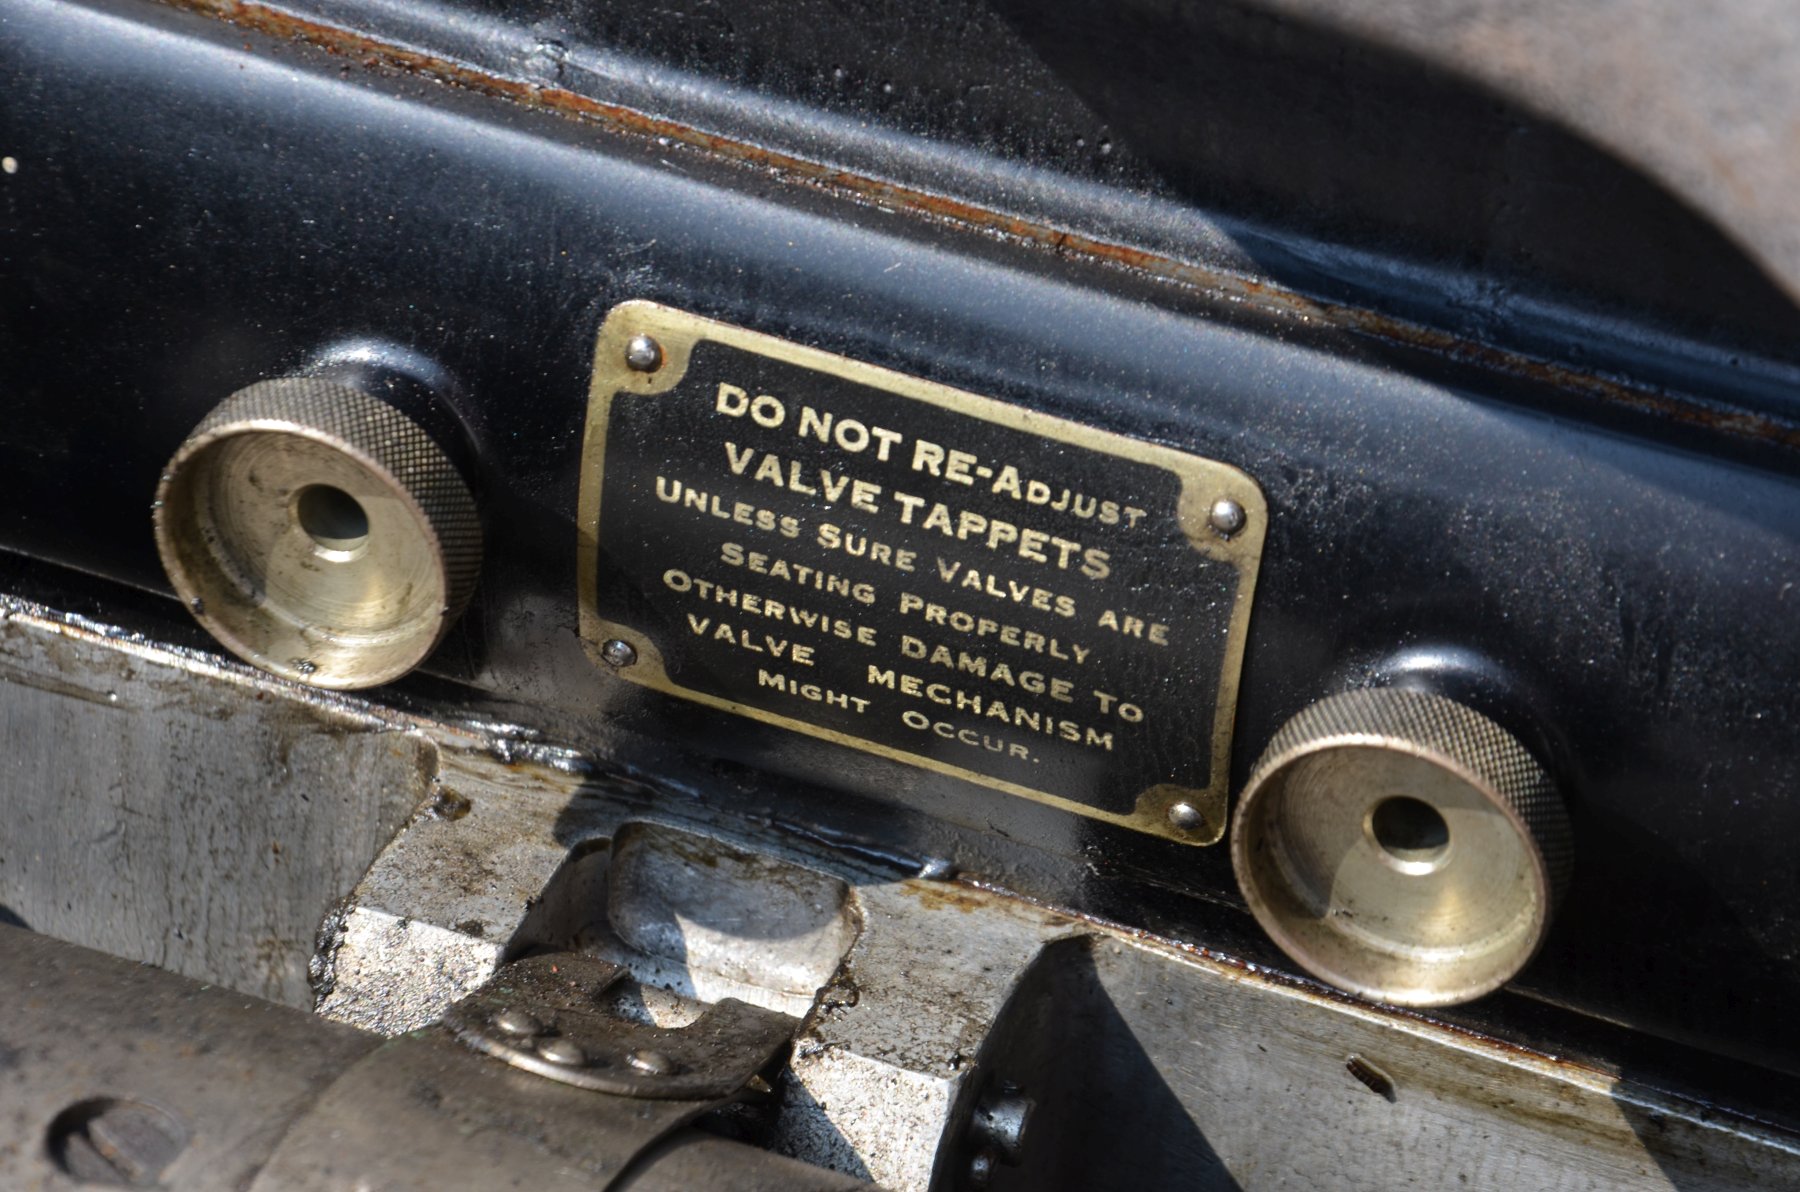 DO NOT RE-ADJUST
VALVE TAPPETS
UNLESS SURE VALVES ARE
SEATING PROPERLY
OTHERWISE DAMAGE TO
VALVE MECHANISM
MIGHT OCCUR.